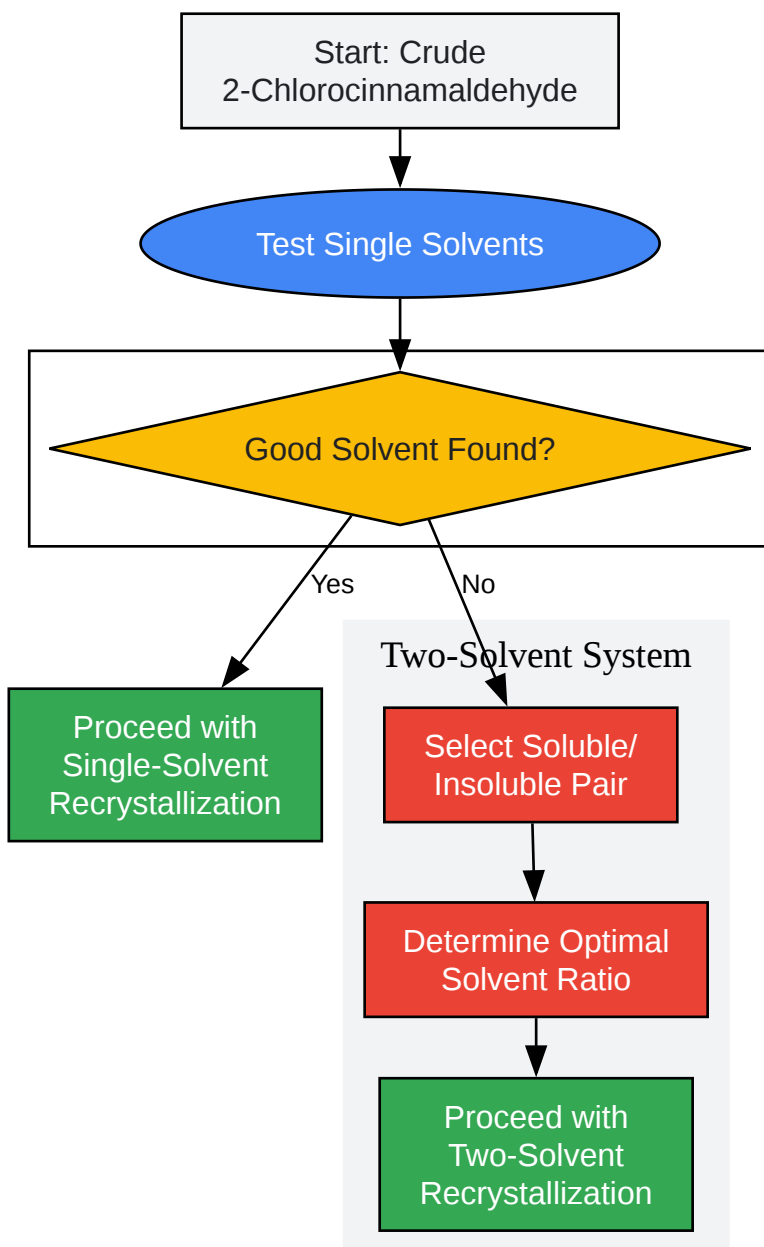 Start: Crude
2-Chlorocinnamaldehyde
Test Single Solvents
Good Solvent Found?
Yes
No
Two-Solvent System
Proceed with
Single-Solvent
Recrystallization
Select Soluble/
Insoluble Pair
Determine Optimal
Solvent Ratio
Proceed with
Two-Solvent
Recrystallization